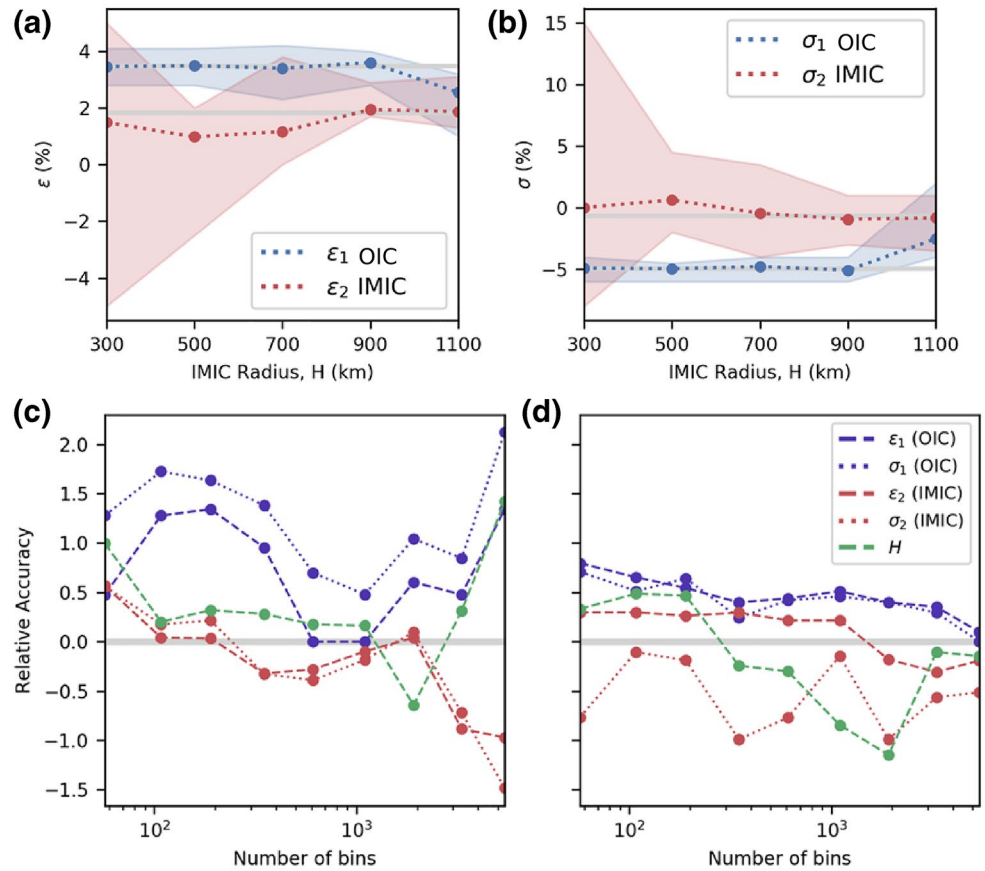 (a)
4
2
0
−2
−4
ε (%)
ε₁ OIC
ε₂ IMIC
300 500 700 900 1100
IMIC Radius, H (km)
(b)
15
10
5
0
−5
σ (%)
σ₁ OIC
σ₂ IMIC
300 500 700 900 1100
IMIC Radius, H (km)
(c)
2.0
1.5
1.0
0.5
0.0
−0.5
−1.0
−1.5
Relative Accuracy
10² 10³
Number of bins
(d)
ε₁ (OIC)
σ₁ (OIC)
ε₂ (IMIC)
σ₂ (IMIC)
H
10² 10³
Number of bins